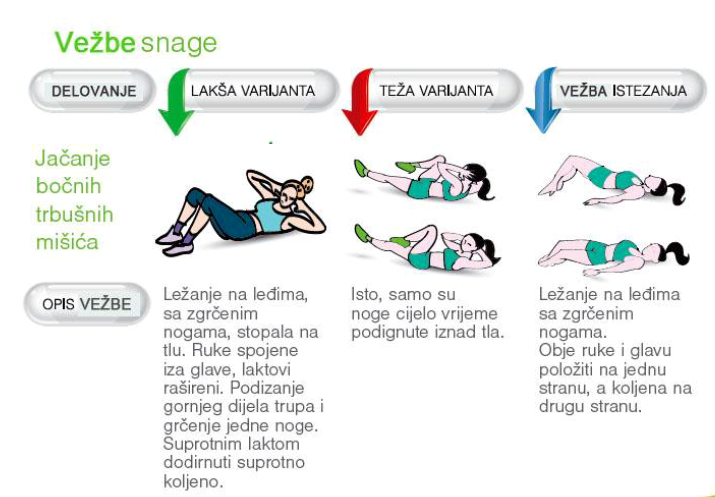 Vežbe snage
DELOVANJE
LAKŠA VARIJANTA
TEŽA VARIJANTA
VEŽBA ISTEZANJA
Jačanje
bočnih
trbušnih
mišića
OPIS VEŽBE
Ležanje na leđima,
sa zgrčenim
nogama, stopala na
tlu. Ruke spojene
iza glave, laktovi
rašireni. Podizanje
gornjeg dijela trupa i
grčenje jedne noge.
Suprotnim laktom
dodirnuti suprotno
koljeno.
Isto, samo su
noge cijelo vrijeme
podignute iznad tla.
Ležanje na leđima
sa zgrčenim
nogama.
Obje ruke i glavu
položiti na jednu
stranu, a koljena na
drugu stranu.